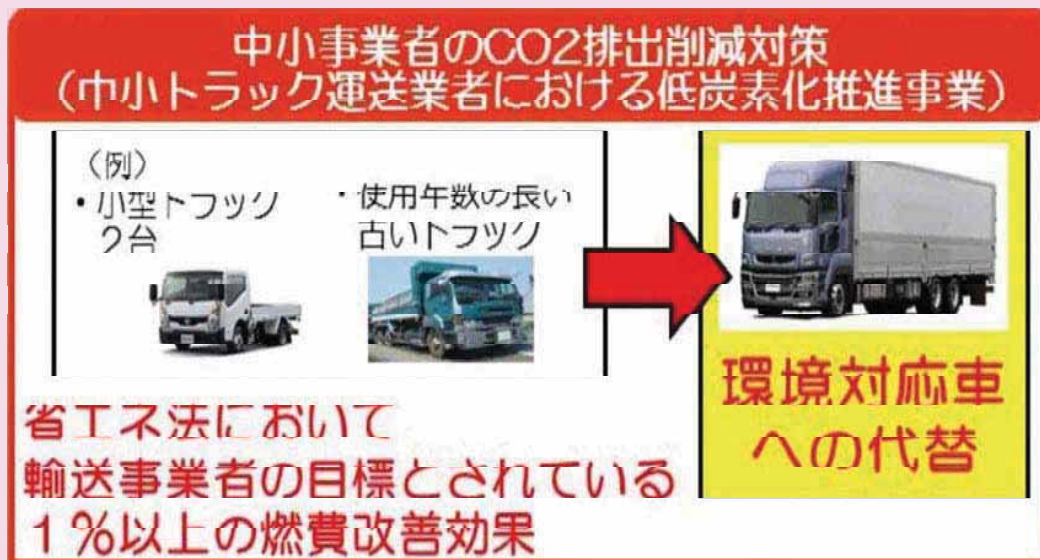 中小事業者のCO2排出削減対策
（中小トラック運送業者における低炭素化推進事業）
（例）
・小型トラック
２台
・使用年数の長い
古いトラック
環境対応車
への代替
省エネ法において
輸送事業者の目標とされている
１％以上の燃費改善効果